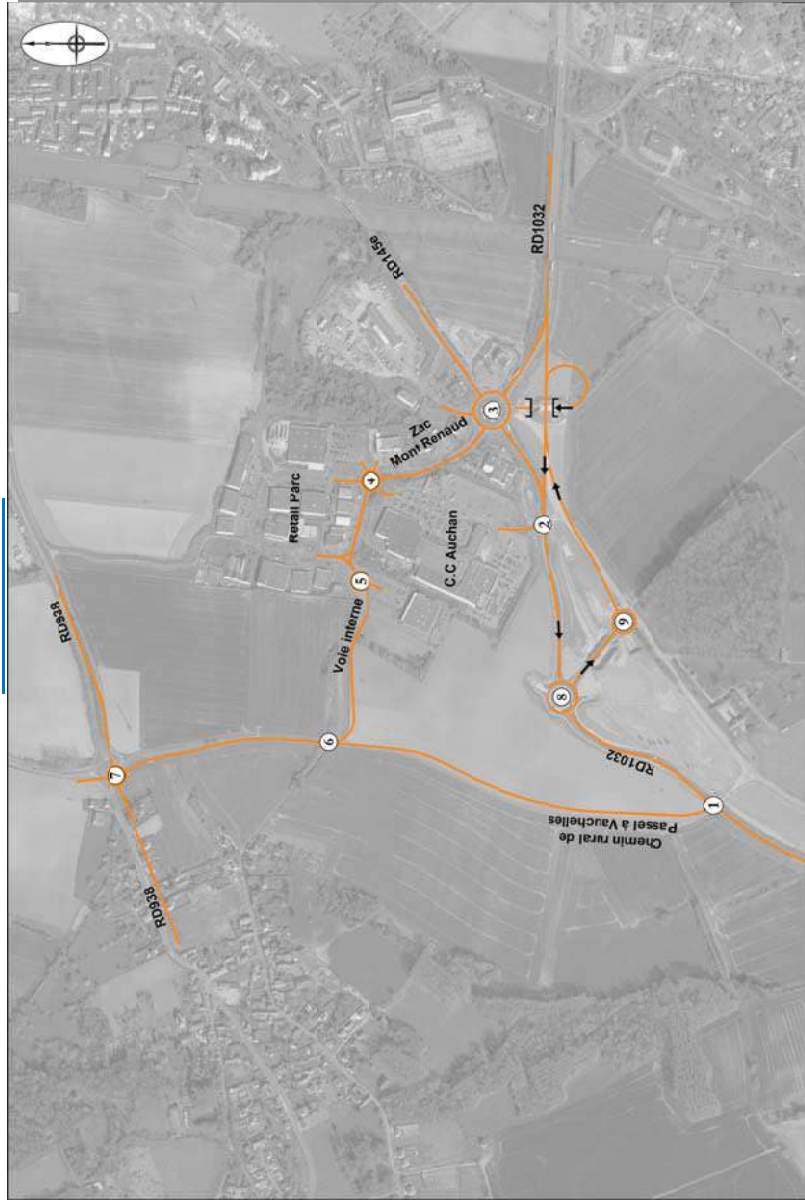 RD938
RD938
7
6
Voie interne
5
Retail Parc
4
C.C Auchan
Zac
Mont Renaud
3
RD145e
RD1032
2
9
8
RD1032
1
Chemin rural de
Passel à Vauchelles